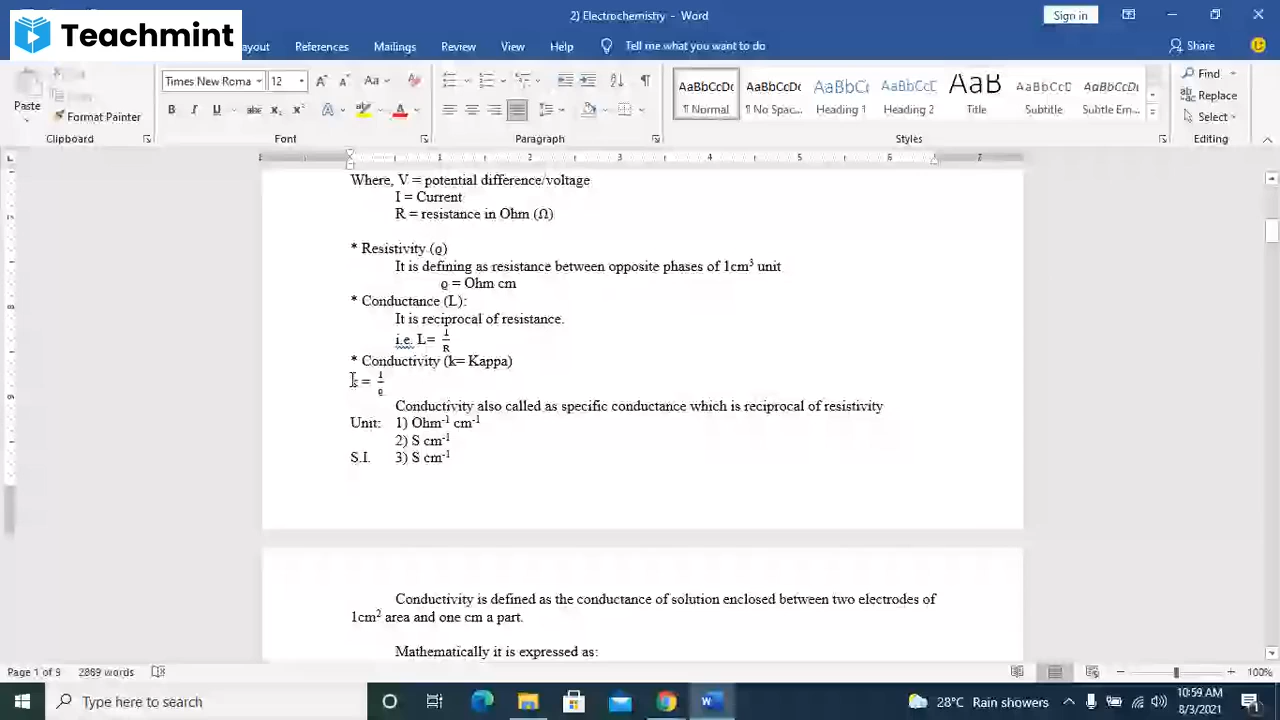 2) Electrochemistry - Word
Sign in
Teachmint
References
Mailings
Review
View
Help
Tell me what you want to do
Share
Paste
Format Painter
Clipboard
Times New Roma
12
Font
Paragraph
AaBbCcDc
¶ Normal
AaBbCcDc
¶ No Spac...
AaBbCc
Heading 1
AaBbCcC
Heading 2
AaB
Title
AaBbCcD
Subtitle
AaBbCcD
Subtle Em...
Styles
Find
Replace
Select
Editing
Where, V = potential difference/voltage
I = Current
R = resistance in Ohm (Ω)
* Resistivity (ϱ)
It is defining as resistance between opposite phases of 1cm³ unit
ϱ = Ohm cm
* Conductance (L):
It is reciprocal of resistance.
i.e. L= 1/R
* Conductivity (k= Kappa)
k = 1/ϱ
Conductivity also called as specific conductance which is reciprocal of resistivity
Unit: 1) Ohm⁻¹ cm⁻¹
2) S cm⁻¹
S.I. 3) S cm⁻¹
Conductivity is defined as the conductance of solution enclosed between two electrodes of
1cm² area and one cm a part.
Mathematically it is expressed as:
Page 1 of 9
2869 words
100%
Type here to search
28°C Rain showers
10:59 AM
8/3/2021